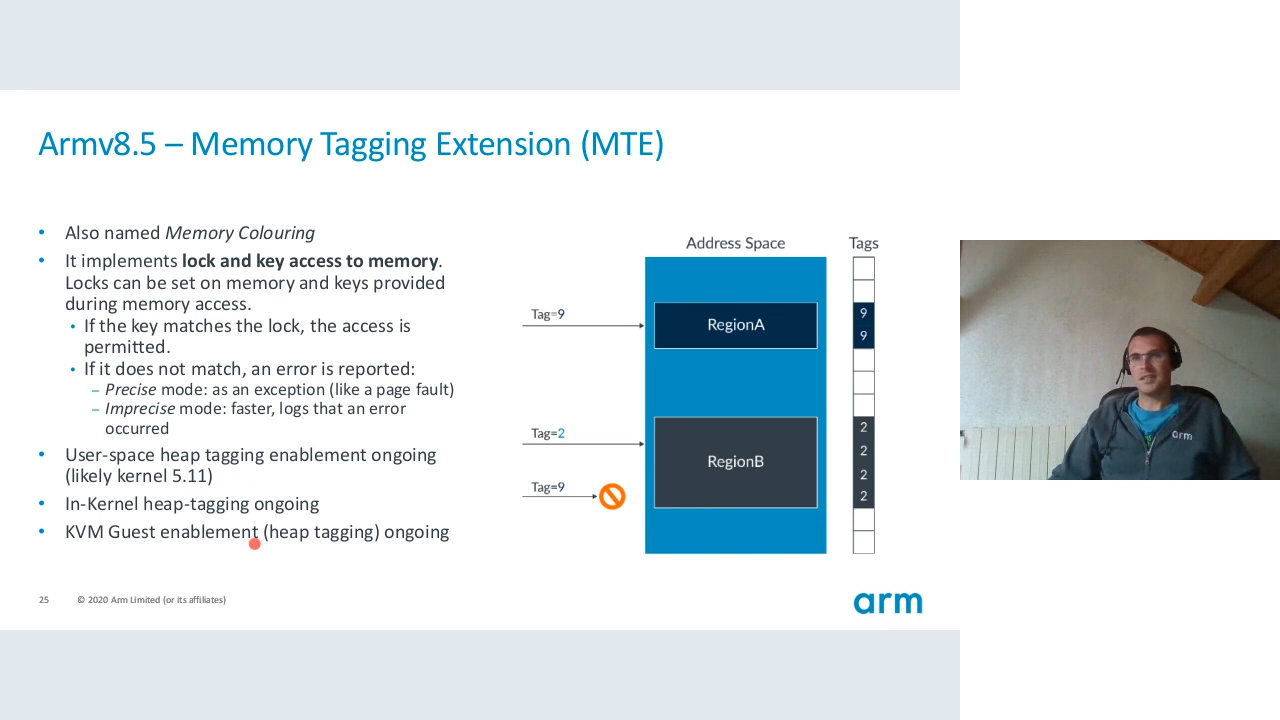 Armv8.5 – Memory Tagging Extension (MTE)
• Also named Memory Colouring
• It implements lock and key access to memory.
Locks can be set on memory and keys provided
during memory access.
• If the key matches the lock, the access is
permitted.
• If it does not match, an error is reported:
– Precise mode: as an exception (like a page fault)
– Imprecise mode: faster, logs that an error
occurred
• User-space heap tagging enablement ongoing
(likely kernel 5.11)
• In-Kernel heap-tagging ongoing
• KVM Guest enablement (heap tagging) ongoing
Address Space
Tags
Tag=9
RegionA
9
9
Tag=2
RegionB
Tag=9
2
2
2
2
25
© 2020 Arm Limited (or its affiliates)
arm
arm